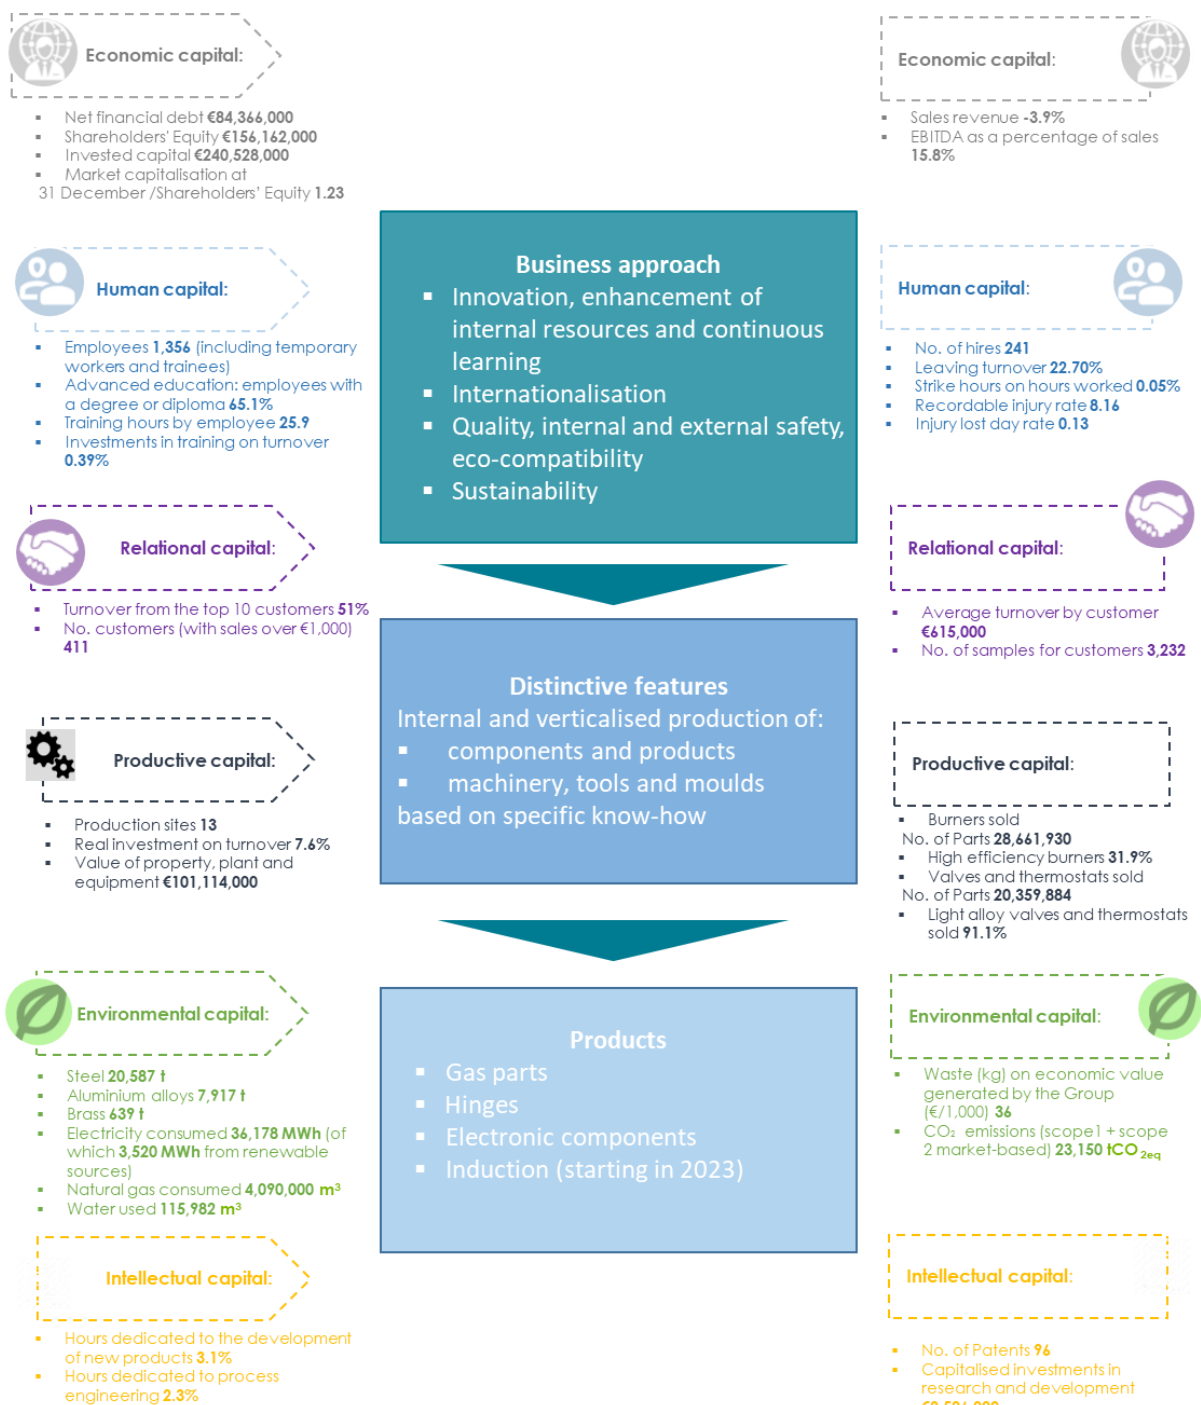 Economic capital:
▪ Net financial debt €84,366,000
▪ Shareholders' Equity €156,162,000
▪ Invested capital €240,528,000
▪ Market capitalisation at
31 December /Shareholders' Equity 1.23
Human capital:
▪ Employees 1,356 (including temporary
workers and trainees)
▪ Advanced education: employees with
a degree or diploma 65.1%
▪ Training hours by employee 25.9
▪ Investments in training on turnover
0.39%
Relational capital:
▪ Turnover from the top 10 customers 51%
▪ No. customers (with sales over €1,000)
411
Productive capital:
▪ Production sites 13
▪ Real investment on turnover 7.6%
▪ Value of property, plant and
equipment €101,114,000
Environmental capital:
▪ Steel 20,587 t
▪ Aluminium alloys 7,917 t
▪ Brass 639 t
▪ Electricity consumed 36,178 MWh (of
which 3,520 MWh from renewable
sources)
▪ Natural gas consumed 4,090,000 m³
▪ Water used 115,982 m³
Intellectual capital:
▪ Hours dedicated to the development
of new products 3.1%
▪ Hours dedicated to process
engineering 2.3%
Business approach
▪ Innovation, enhancement of
internal resources and continuous
learning
▪ Internationalisation
▪ Quality, internal and external safety,
eco-compatibility
▪ Sustainability
Distinctive features
Internal and verticalised production of:
▪ components and products
▪ machinery, tools and moulds
based on specific know-how
Products
▪ Gas parts
▪ Hinges
▪ Electronic components
▪ Induction (starting in 2023)
Economic capital:
▪ Sales revenue -3.9%
▪ EBITDA as a percentage of sales
15.8%
Human capital:
▪ No. of hires 241
▪ Leaving turnover 22.70%
▪ Strike hours on hours worked 0.05%
▪ Recordable injury rate 8.16
▪ Injury lost day rate 0.13
Relational capital:
▪ Average turnover by customer
€615,000
▪ No. of samples for customers 3,232
Productive capital:
▪ Burners sold
No. of Parts 28,661,930
▪ High efficiency burners 31.9%
▪ Valves and thermostats sold
No. of Parts 20,359,884
▪ Light alloy valves and thermostats
sold 91.1%
Environmental capital:
▪ Waste (kg) on economic value
generated by the Group
(€/1,000) 36
▪ CO₂ emissions (scope1 + scope
2 market-based) 23,150 tCO₂eq
Intellectual capital:
▪ No. of Patents 96
▪ Capitalised investments in
research and development